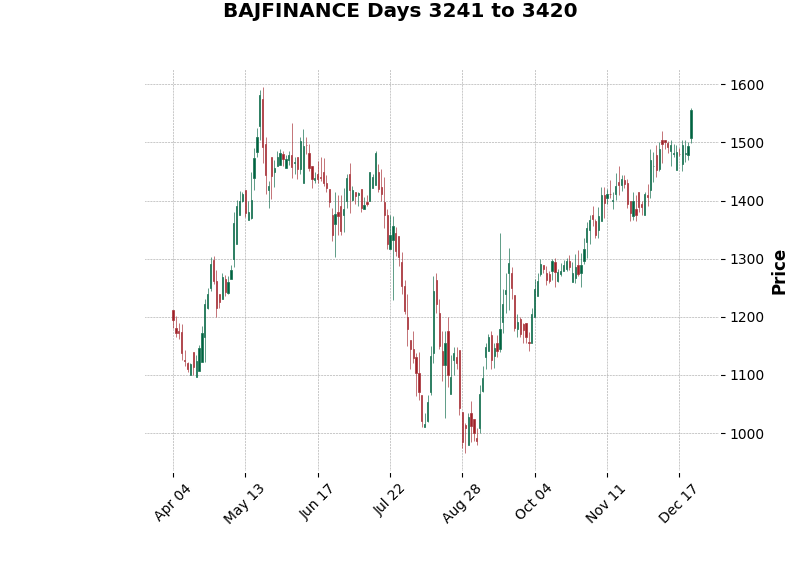 BAJFINANCE Days 3241 to 3420
1600
1500
1400
1300
1200
1100
1000
Price
Apr 04
May 13
Jun 17
Jul 22
Aug 28
Oct 04
Nov 11
Dec 17